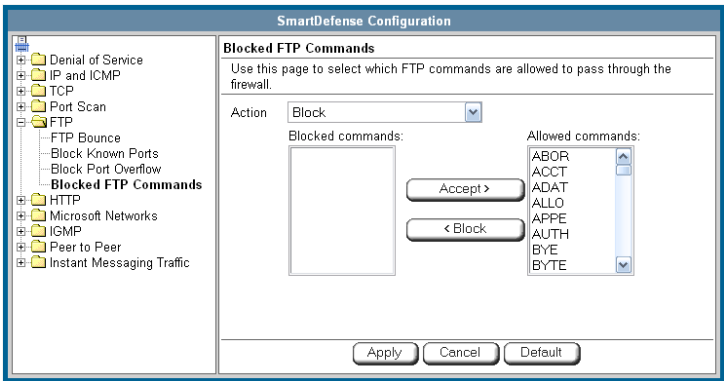 SmartDefense Configuration
Denial of Service
IP and ICMP
TCP
Port Scan
FTP
FTP Bounce
Block Known Ports
Block Port Overflow
Blocked FTP Commands
HTTP
Microsoft Networks
IGMP
Peer to Peer
Instant Messaging Traffic
Blocked FTP Commands
Use this page to select which FTP commands are allowed to pass through the
firewall.
Action Block
Blocked commands: Allowed commands:
ABOR
ACCT
ADAT
ALLO
APPE
AUTH
BYE
BYTE
Accept >
< Block
Apply Cancel Default